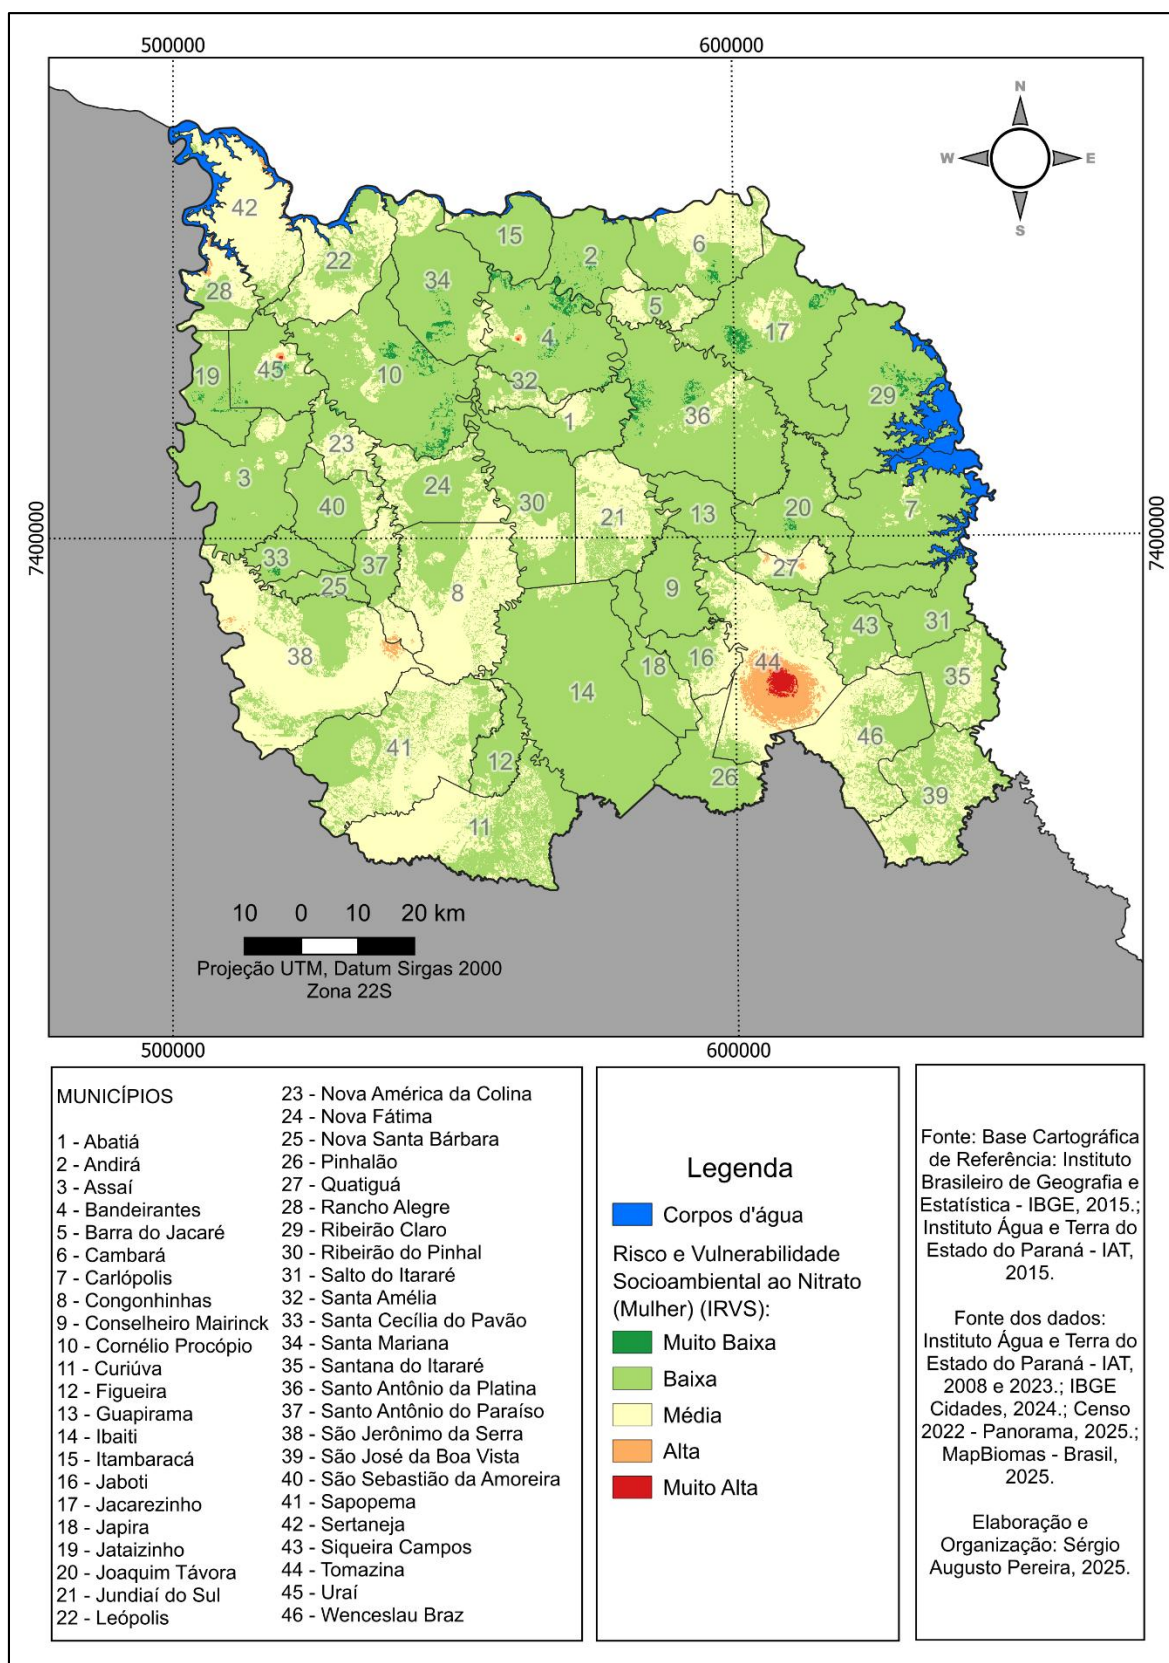 500000
600000
N
W
E
S
42
15
6
22
2
34
28
5
17
4
45
10
19
32
29
1
36
23
3
24
40
30
21
13
20
7
7400000
7400000
33
37
27
25
8
9
43
31
38
16
44
18
35
14
46
41
12
26
39
11
10 0 10 20 km
Projeção UTM, Datum Sirgas 2000
Zona 22S
500000
600000
MUNICÍPIOS
1 - Abatiá
2 - Andirá
3 - Assaí
4 - Bandeirantes
5 - Barra do Jacaré
6 - Cambará
7 - Carlópolis
8 - Congonhinhas
9 - Conselheiro Mairinck
10 - Cornélio Procópio
11 - Curiúva
12 - Figueira
13 - Guapirama
14 - Ibaiti
15 - Itambaracá
16 - Jaboti
17 - Jacarezinho
18 - Japira
19 - Jataizinho
20 - Joaquim Távora
21 - Jundiaí do Sul
22 - Leópolis
23 - Nova América da Colina
24 - Nova Fátima
25 - Nova Santa Bárbara
26 - Pinhalão
27 - Quatiguá
28 - Rancho Alegre
29 - Ribeirão Claro
30 - Ribeirão do Pinhal
31 - Salto do Itararé
32 - Santa Amélia
33 - Santa Cecília do Pavão
34 - Santa Mariana
35 - Santana do Itararé
36 - Santo Antônio da Platina
37 - Santo Antônio do Paraíso
38 - São Jerônimo da Serra
39 - São José da Boa Vista
40 - São Sebastião da Amoreira
41 - Sapopema
42 - Sertaneja
43 - Siqueira Campos
44 - Tomazina
45 - Uraí
46 - Wenceslau Braz
Legenda
Corpos d'água
Risco e Vulnerabilidade
Socioambiental ao Nitrato
(Mulher) (IRVS):
Muito Baixa
Baixa
Média
Alta
Muito Alta
Fonte: Base Cartográfica
de Referência: Instituto
Brasileiro de Geografia e
Estatística - IBGE, 2015.;
Instituto Água e Terra do
Estado do Paraná - IAT,
2015.
Fonte dos dados:
Instituto Água e Terra do
Estado do Paraná - IAT,
2008 e 2023.; IBGE
Cidades, 2024.; Censo
2022 - Panorama, 2025.;
MapBiomas - Brasil,
2025.
Elaboração e
Organização: Sérgio
Augusto Pereira, 2025.